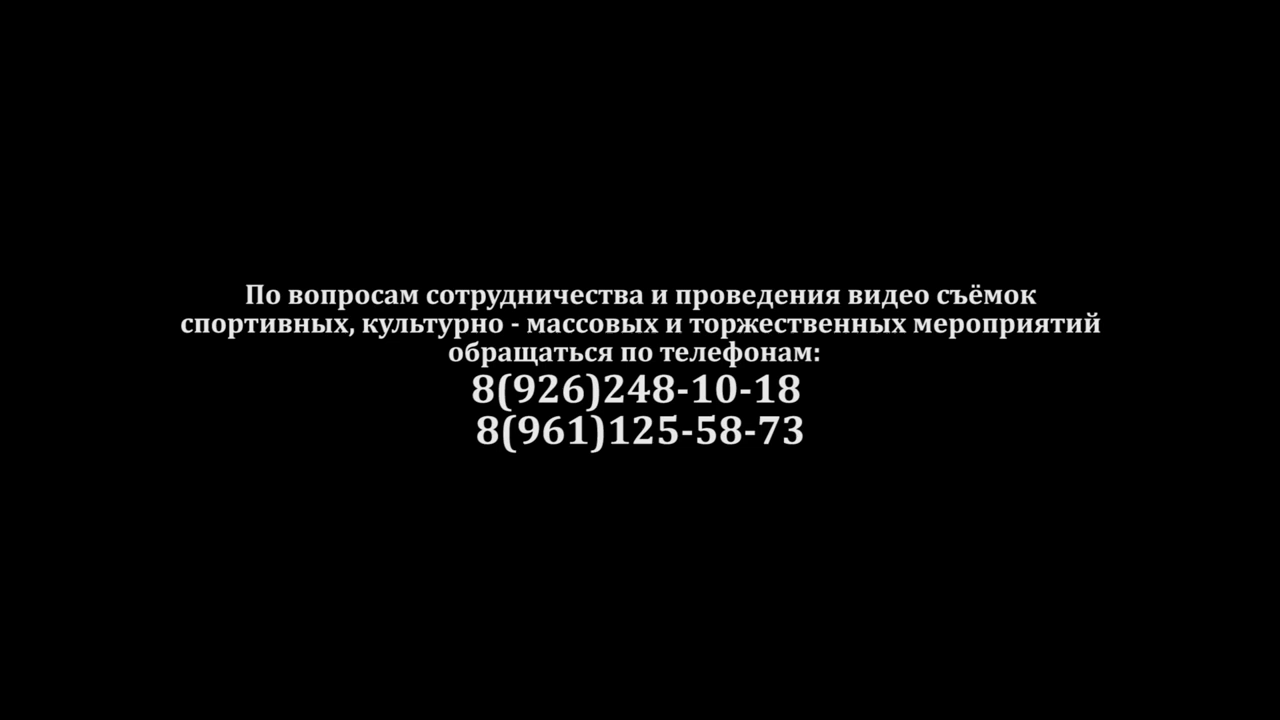 По вопросам сотрудничества и проведения видео съёмок
спортивных, культурно - массовых и торжественных мероприятий
обращаться по телефонам:
8(926)248-10-18
8(961)125-58-73